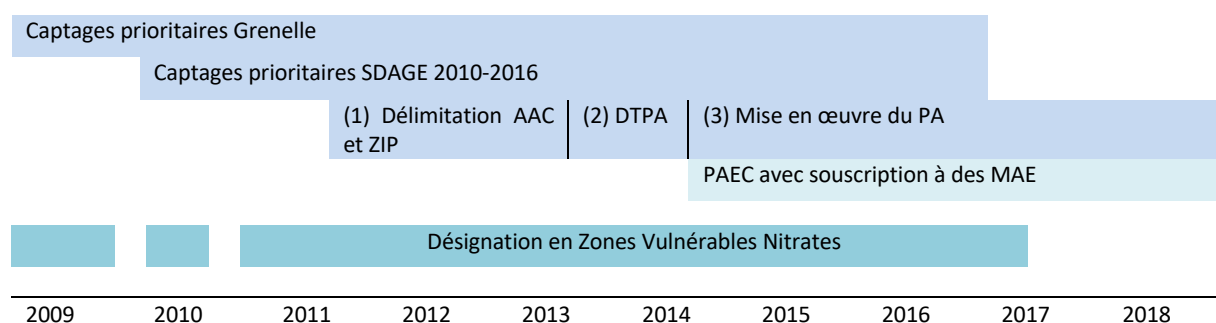 Captages prioritaires Grenelle
Captages prioritaires SDAGE 2010-2016
(1) Délimitation AAC et ZIP
(2) DTPA
(3) Mise en œuvre du PA
PAEC avec souscription à des MAE
Désignation en Zones Vulnérables Nitrates
2009 2010 2011 2012 2013 2014 2015 2016 2017 2018